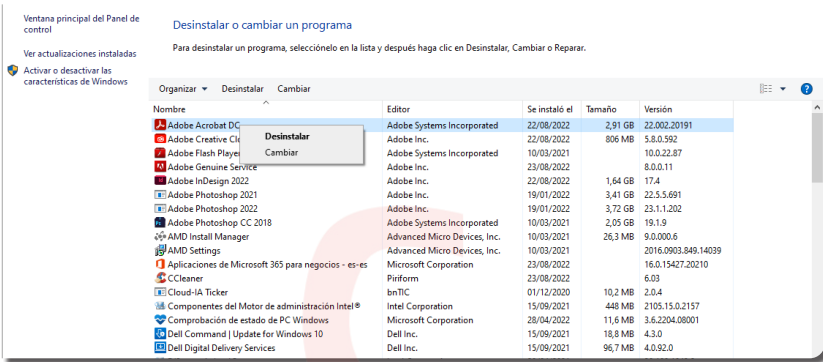 Ventana principal del Panel de
control
Ver actualizaciones instaladas
Activar o desactivar las
características de Windows
Desinstalar o cambiar un programa
Para desinstalar un programa, selecciónelo en la lista y después haga clic en Desinstalar, Cambiar o Reparar.
Organizar Desinstalar Cambiar
Nombre Editor Se instaló el Tamaño Versión
Adobe Acrobat DC Adobe Systems Incorporated 22/08/2022 2,91 GB 22.002.20191
Adobe Creative Clo Adobe Inc. 22/08/2022 806 MB 5.8.0.592
Adobe Flash Player Adobe Systems Incorporated 10/03/2021 10.0.22.87
Adobe Genuine Service Adobe Inc. 23/08/2022 8.0.0.11
Adobe InDesign 2022 Adobe Inc. 22/08/2022 1,64 GB 17.4
Adobe Photoshop 2021 Adobe Inc. 19/01/2022 3,41 GB 22.5.5.691
Adobe Photoshop 2022 Adobe Inc. 19/01/2022 3,72 GB 23.1.1.202
Adobe Photoshop CC 2018 Adobe Systems Incorporated 10/03/2021 2,05 GB 19.1.9
AMD Install Manager Advanced Micro Devices, Inc. 10/03/2021 26,3 MB 9.0.000.6
AMD Settings Advanced Micro Devices, Inc. 10/03/2021 2016.0903.849.14039
Aplicaciones de Microsoft 365 para negocios - es-es Microsoft Corporation 23/08/2022 16.0.15427.20210
CCleaner Piriform 23/08/2022 6.03
Cloud-IA Ticker bnTIC 01/12/2020 10,2 MB 2.0.4
Componentes del Motor de administración Intel® Intel Corporation 15/09/2021 448 MB 2105.15.0.2157
Comprobación de estado de PC Windows Microsoft Corporation 28/04/2022 11,6 MB 3.6.2204.08001
Dell Command | Update for Windows 10 Dell Inc. 15/09/2021 18,8 MB 4.3.0
Dell Digital Delivery Services Dell Inc. 15/09/2021 96,7 MB 4.0.92.0
Desinstalar
Cambiar